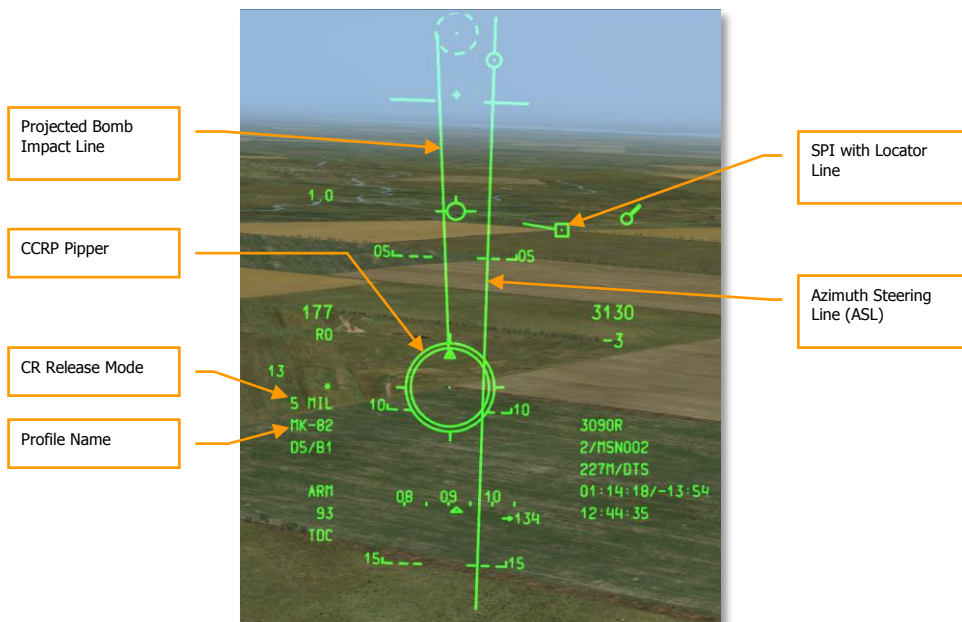 Projected Bomb
Impact Line
CCRP Pipper
CR Release Mode
Profile Name
1.0
05 05
177
RO
13
*
5 MIL
MK-82
D5/B1
ARM
93
TDC
10 10
08 09 10
→134
15 15
3130
-3
3090R
2/MSN002
227M/DTS
01:14:18/-13:54
12:44:35
SPI with Locator
Line
Azimuth Steering
Line (ASL)